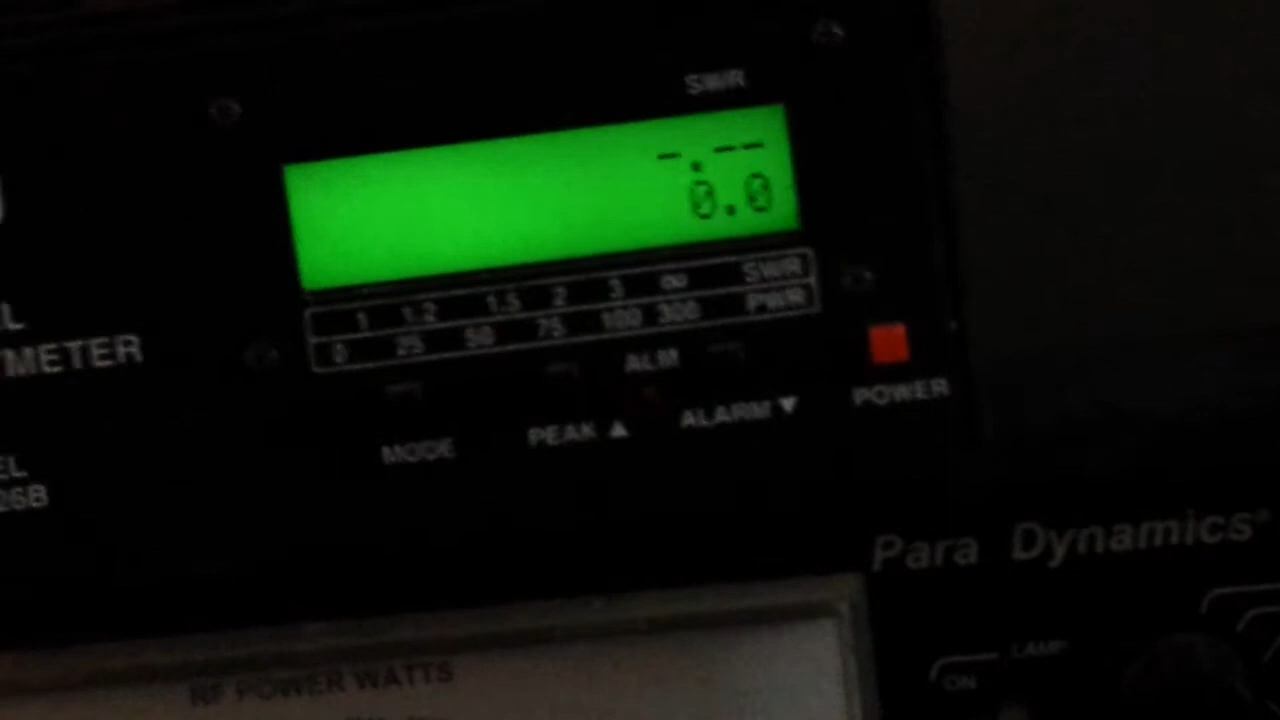 SWR
-.--
0.0
1 1.2 1.5 2 3 ∞ SWR
0 25 50 75 100 300 PWR
METER
ALM
POWER
MODE PEAK ▲ ALARM ▼
26B
Para Dynamics
RF POWER WATTS
LAMP
ON